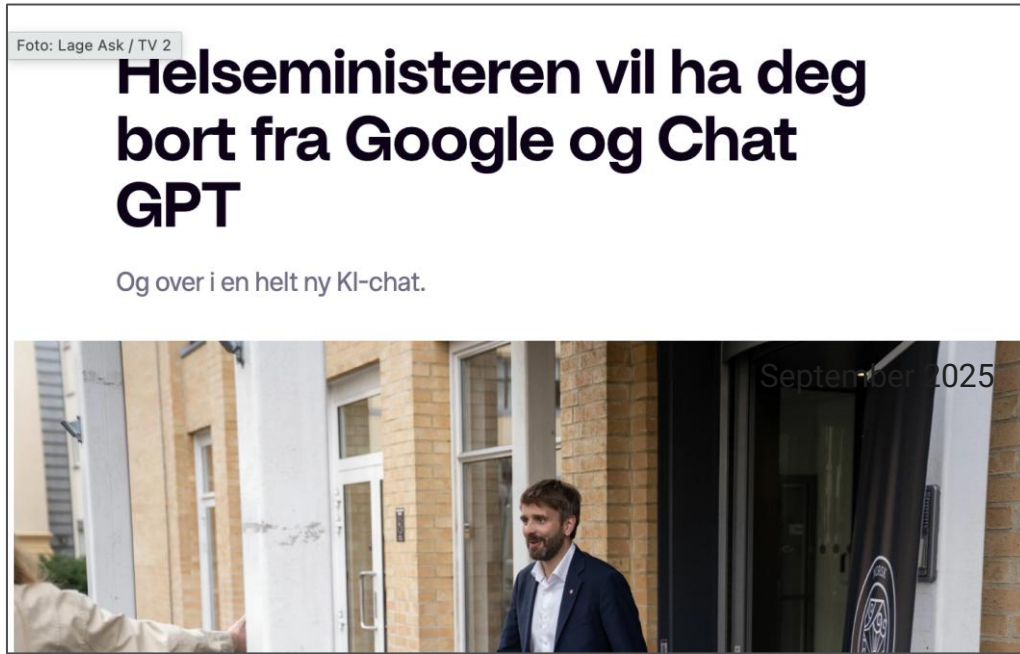 Foto: Lage Ask / TV 2
Helseministeren vil ha deg
bort fra Google og Chat
GPT
Og over i en helt ny KI-chat.
September 2025